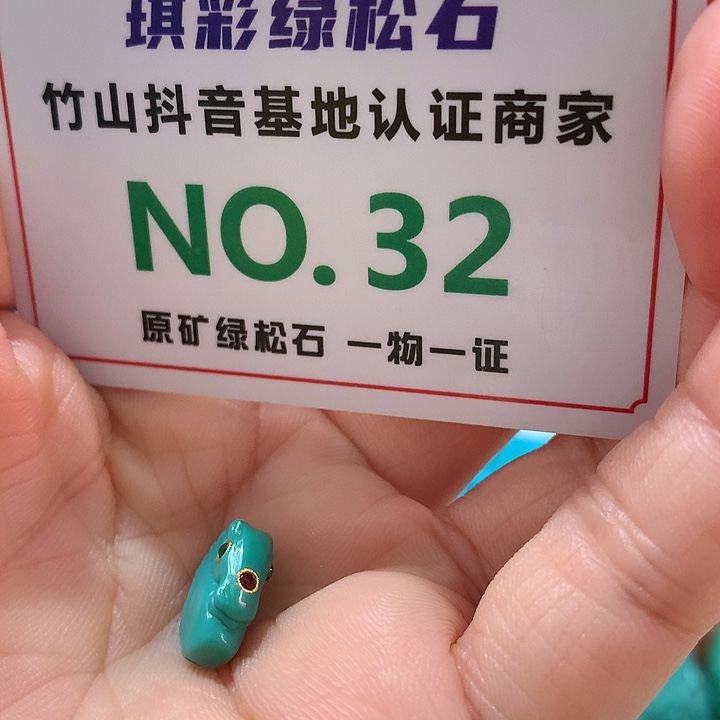 琪彩绿松石
竹山抖音基地认证商家
NO.32
原矿绿松石 一物一证